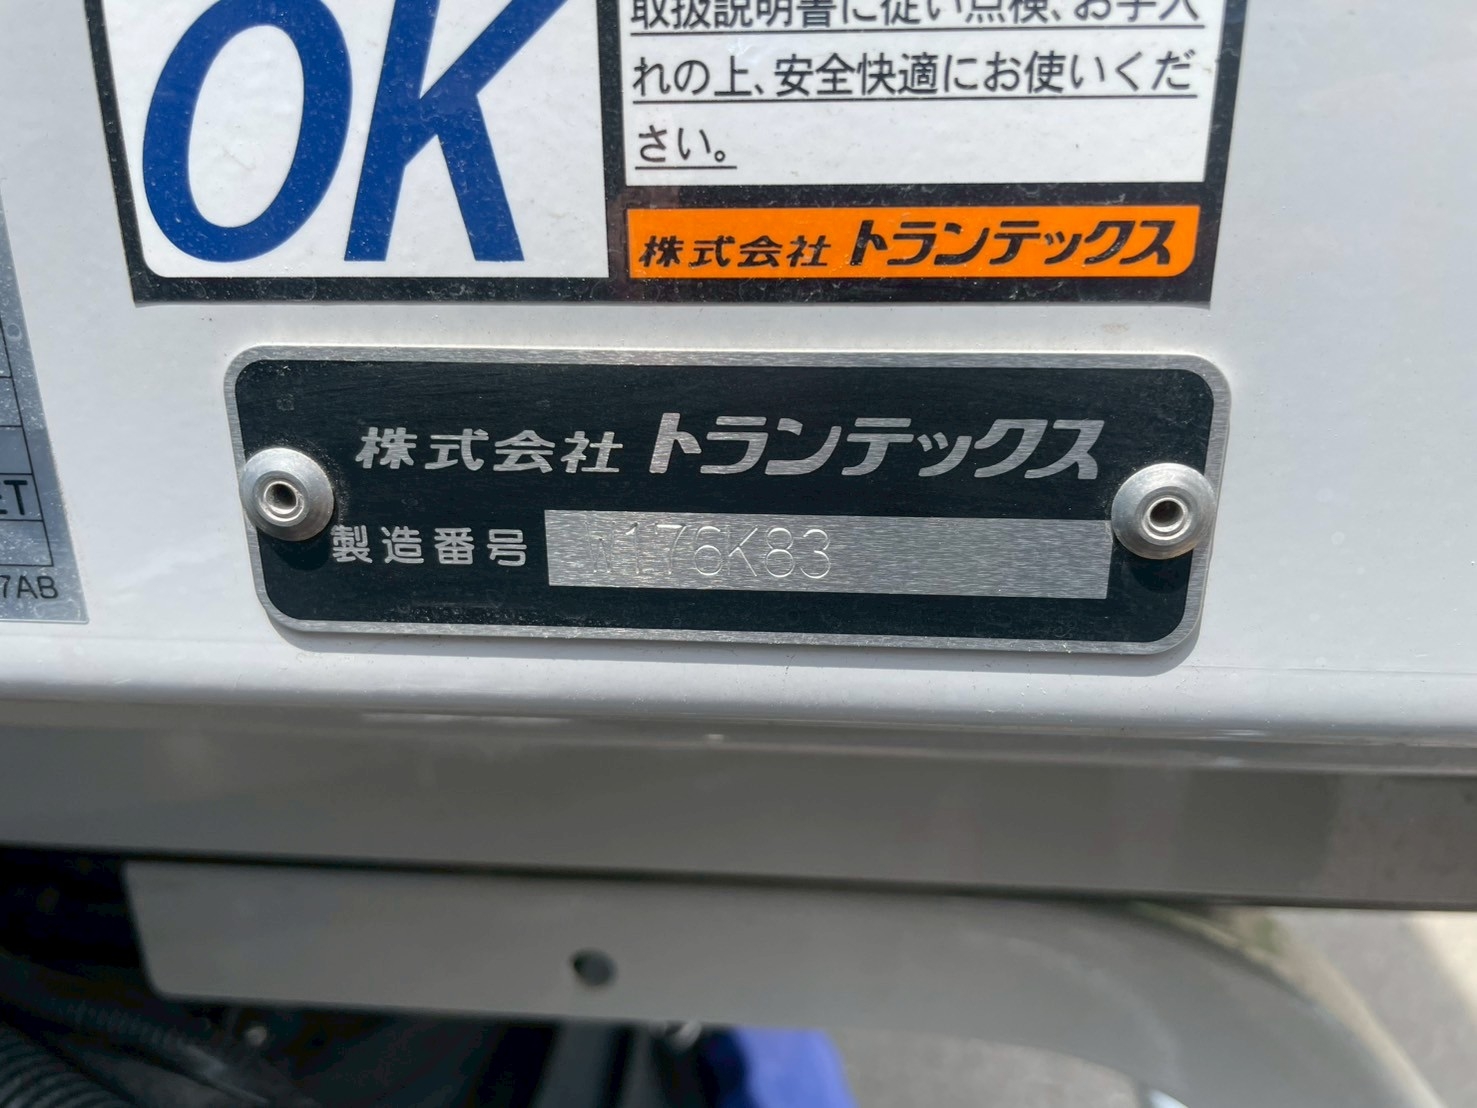 OK
取扱説明書に従い点検、お手入
れの上、安全快適にお使いくだ
さい。
株式会社 トランテックス
株式会社 トランテックス
製造番号 W176K83
7AB